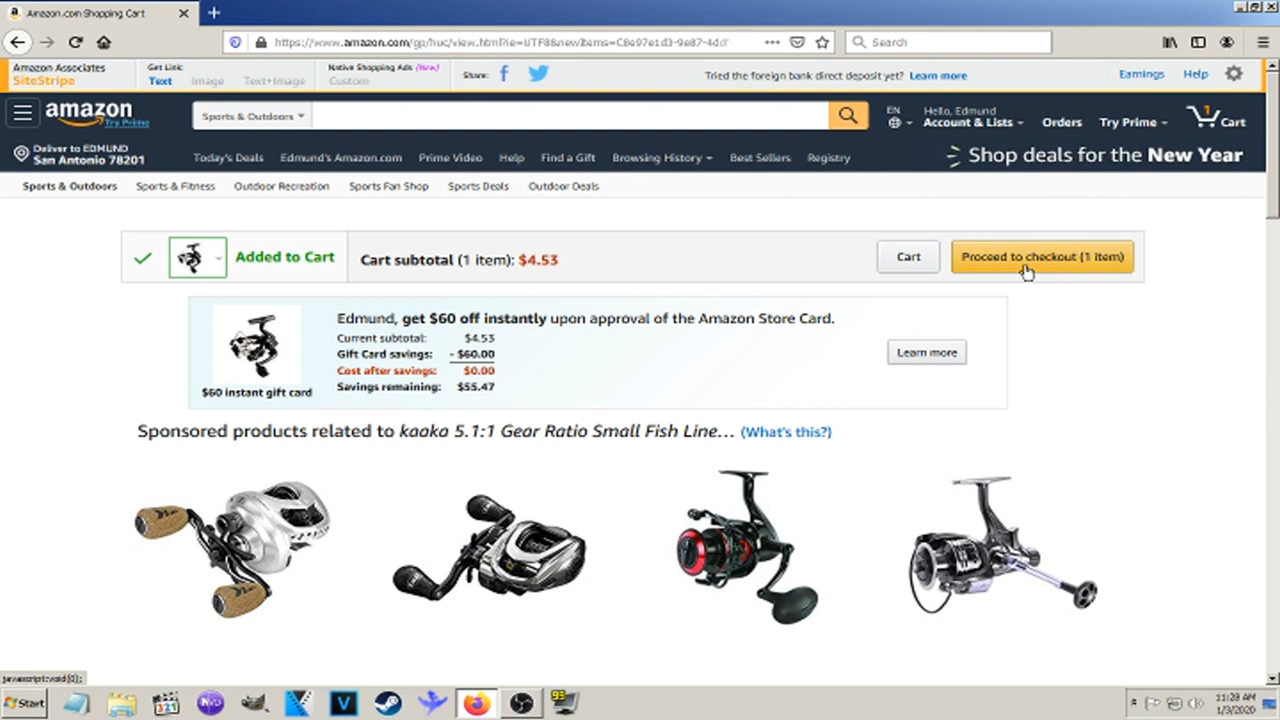 Amazon.com Shopping Cart
https://www.amazon.com/gp/huc/view.html?ie=UTF8&newItems=
Search
Amazon Associates
SiteStripe
Get Link:
Text Image Text+Image
Native Shopping Ads (New)
Custom
Share:
Tried the foreign bank direct deposit yet? Learn more
Earnings Help
amazon
Try Prime
Sports & Outdoors
EN
Hello, Edmund
Account & Lists
Orders
Try Prime
1
Cart
Deliver to EDMUND
San Antonio 78201
Today's Deals Edmund's Amazon.com Prime Video Help Find a Gift Browsing History Best Sellers Registry
Shop deals for the New Year
Sports & Outdoors Sports & Fitness Outdoor Recreation Sports Fan Shop Sports Deals Outdoor Deals
Added to Cart
Cart subtotal (1 item): $4.53
Cart
Proceed to checkout (1 item)
Edmund, get $60 off instantly upon approval of the Amazon Store Card.
Current subtotal: $4.53
Gift Card savings: - $60.00
Cost after savings: $0.00
Savings remaining: $55.47
$60 instant gift card
Learn more
Sponsored products related to kaaka 5.1:1 Gear Ratio Small Fish Line... (What's this?)
javascript:void(0);
Start
321
NVU
V
95
11:28 AM
1/3/2020